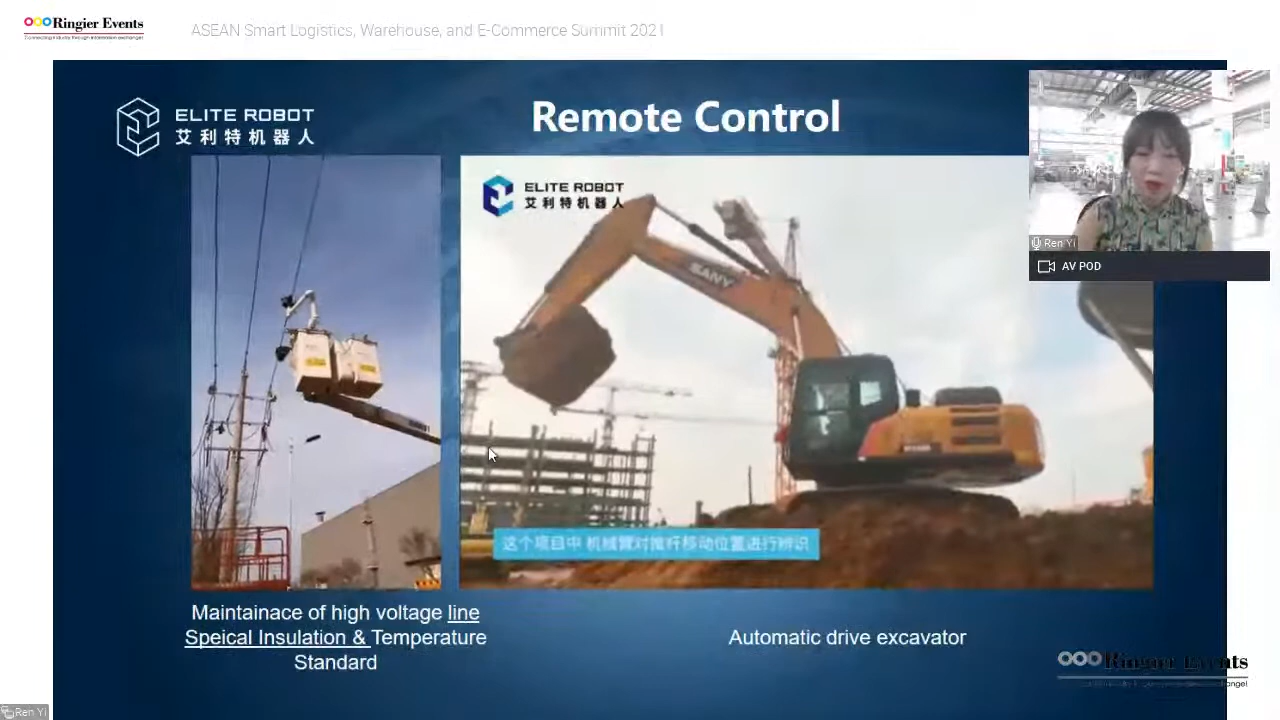 Ringier Events
ASEAN Smart Logistics, Warehouse, and E-Commerce Summit 2021
ELITE ROBOT
艾利特机器人
Remote Control
ELITE ROBOT
艾利特机器人
SANY
这个项目中 机械臂对推杆移动位置进行辨识
Ren Yi
AV POD
Maintainace of high voltage line
Speical Insulation & Temperature
Standard
Automatic drive excavator
Ringier Events
Ren Yi